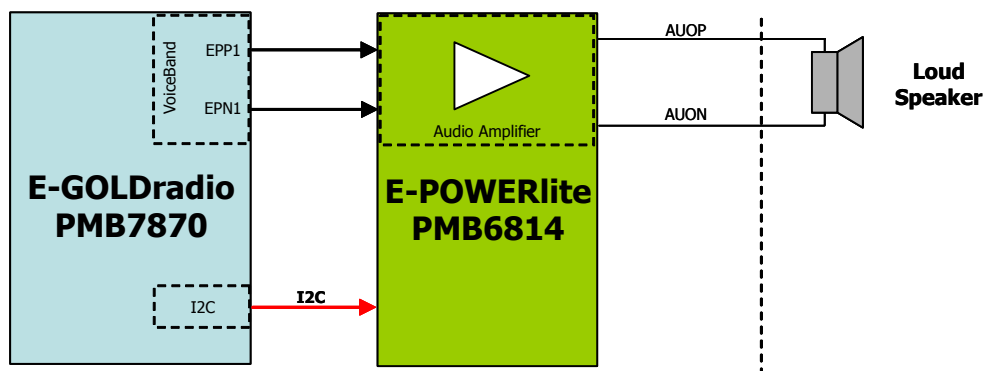 VoiceBand
EPP1
EPN1
E-GOLDradio
PMB7870
I2C
I2C
Audio Amplifier
E-POWERlite
PMB6814
AUOP
AUON
Loud
Speaker